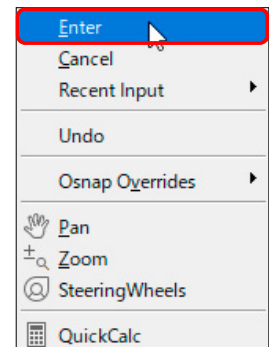 Enter
Cancel
Recent Input
Undo
Osnap Overrides
Pan
Zoom
SteeringWheels
QuickCalc